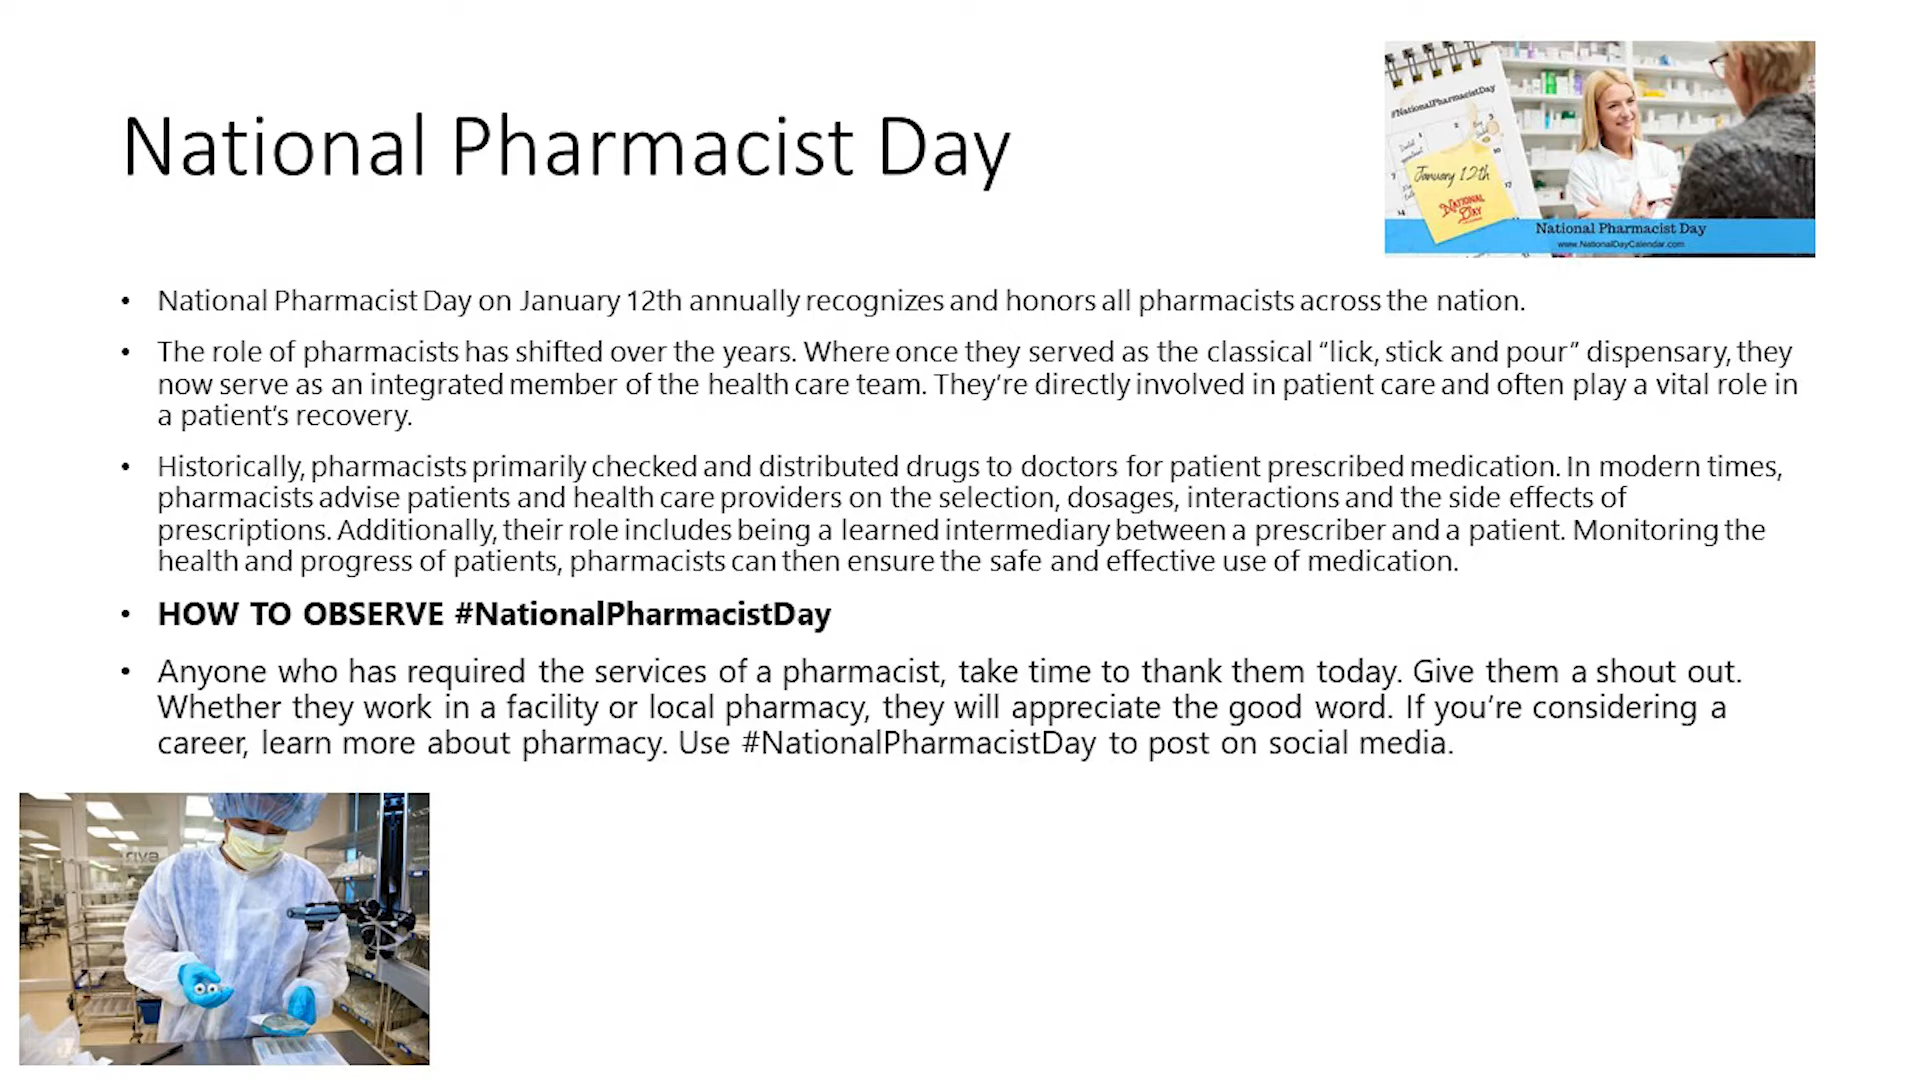 National Pharmacist Day
#NationalPharmacistDay
January 12th
NATIONAL
DAY
National Pharmacist Day
www.NationalDayCalendar.com
• National Pharmacist Day on January 12th annually recognizes and honors all pharmacists across the nation.
• The role of pharmacists has shifted over the years. Where once they served as the classical “lick, stick and pour” dispensary, they
now serve as an integrated member of the health care team. They’re directly involved in patient care and often play a vital role in
a patient’s recovery.
• Historically, pharmacists primarily checked and distributed drugs to doctors for patient prescribed medication. In modern times,
pharmacists advise patients and health care providers on the selection, dosages, interactions and the side effects of
prescriptions. Additionally, their role includes being a learned intermediary between a prescriber and a patient. Monitoring the
health and progress of patients, pharmacists can then ensure the safe and effective use of medication.
• HOW TO OBSERVE #NationalPharmacistDay
• Anyone who has required the services of a pharmacist, take time to thank them today. Give them a shout out.
Whether they work in a facility or local pharmacy, they will appreciate the good word. If you’re considering a
career, learn more about pharmacy. Use #NationalPharmacistDay to post on social media.